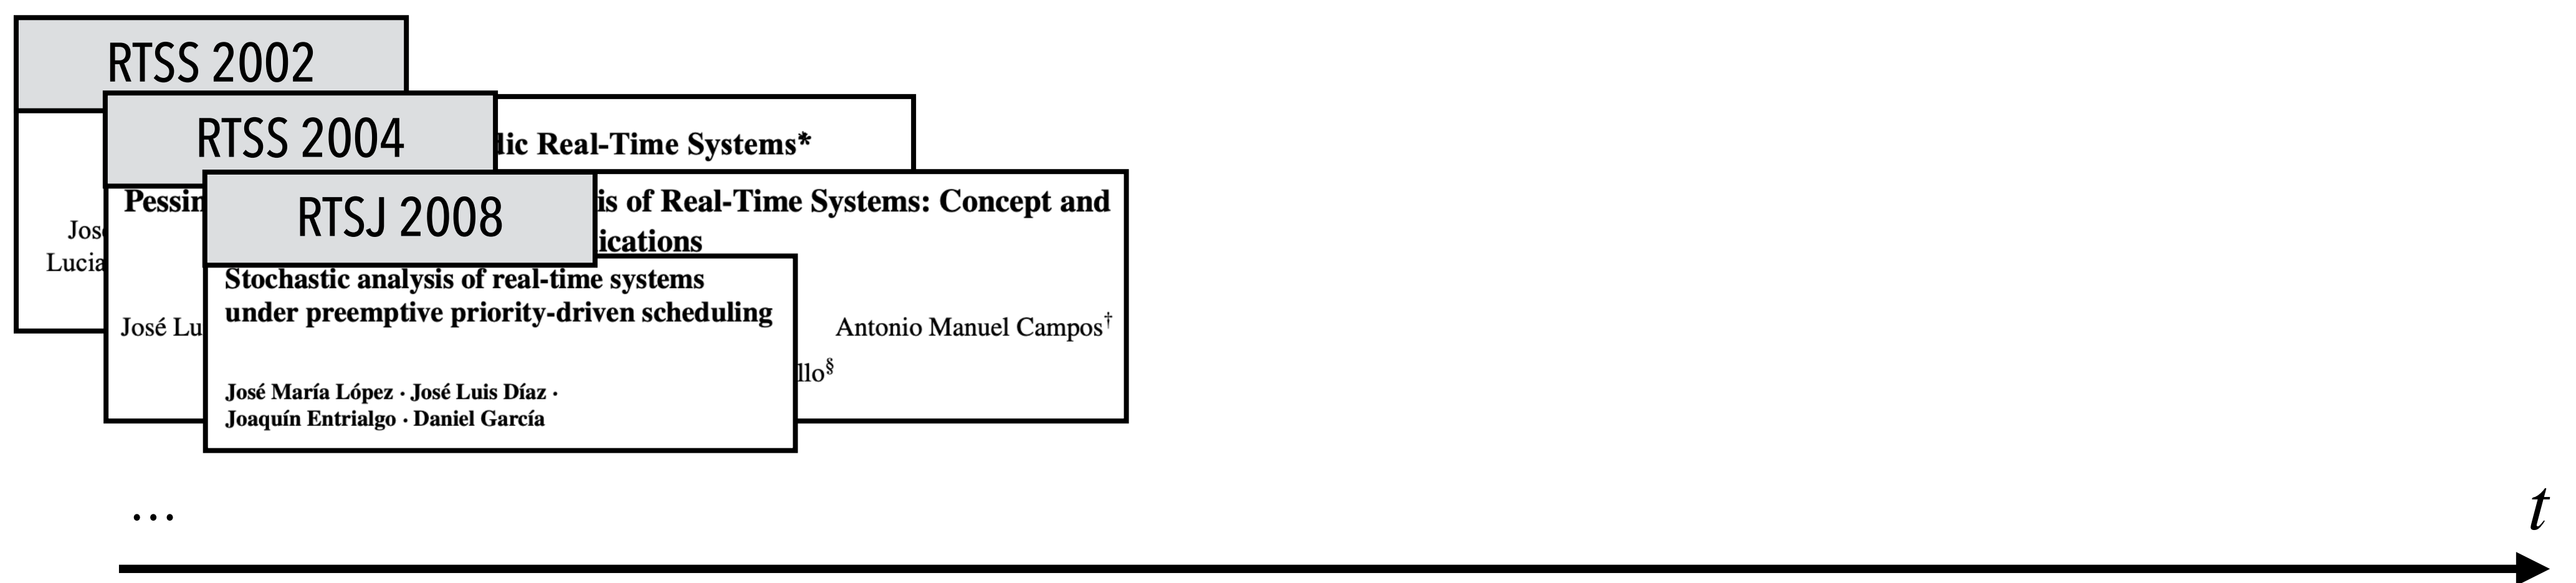 RTSS 2002
RTSS 2004
dic Real-Time Systems*
RTSJ 2008
Pessim
is of Real-Time Systems: Concept and
ications
José
Lucia
Stochastic analysis of real-time systems
under preemptive priority-driven scheduling
José Lu
Antonio Manuel Campos†
llo§
José María López · José Luis Díaz ·
Joaquín Entrialgo · Daniel García
...
t